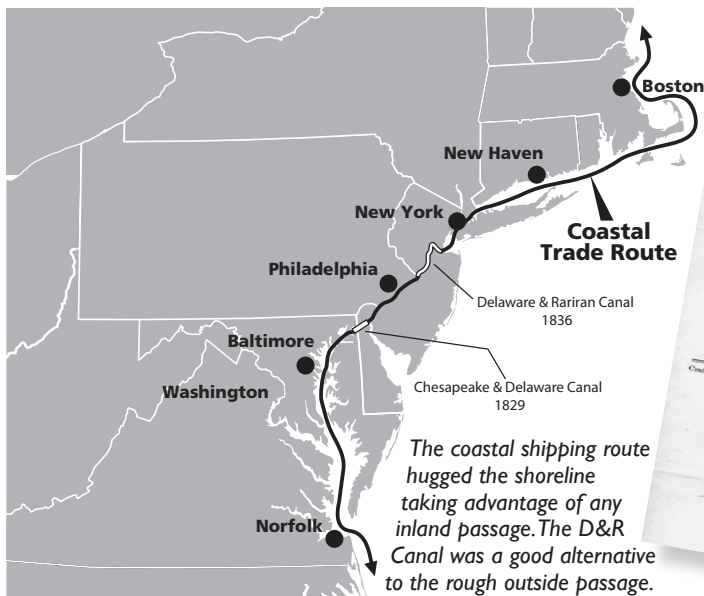 Boston
New Haven
New York
Coastal
Trade Route
Philadelphia
Delaware & Rariran Canal
1836
Baltimore
Washington
Chesapeake & Delaware Canal
1829
The coastal shipping route
hugged the shoreline
taking advantage of any
inland passage. The D&R
Canal was a good alternative
to the rough outside passage.
Norfolk